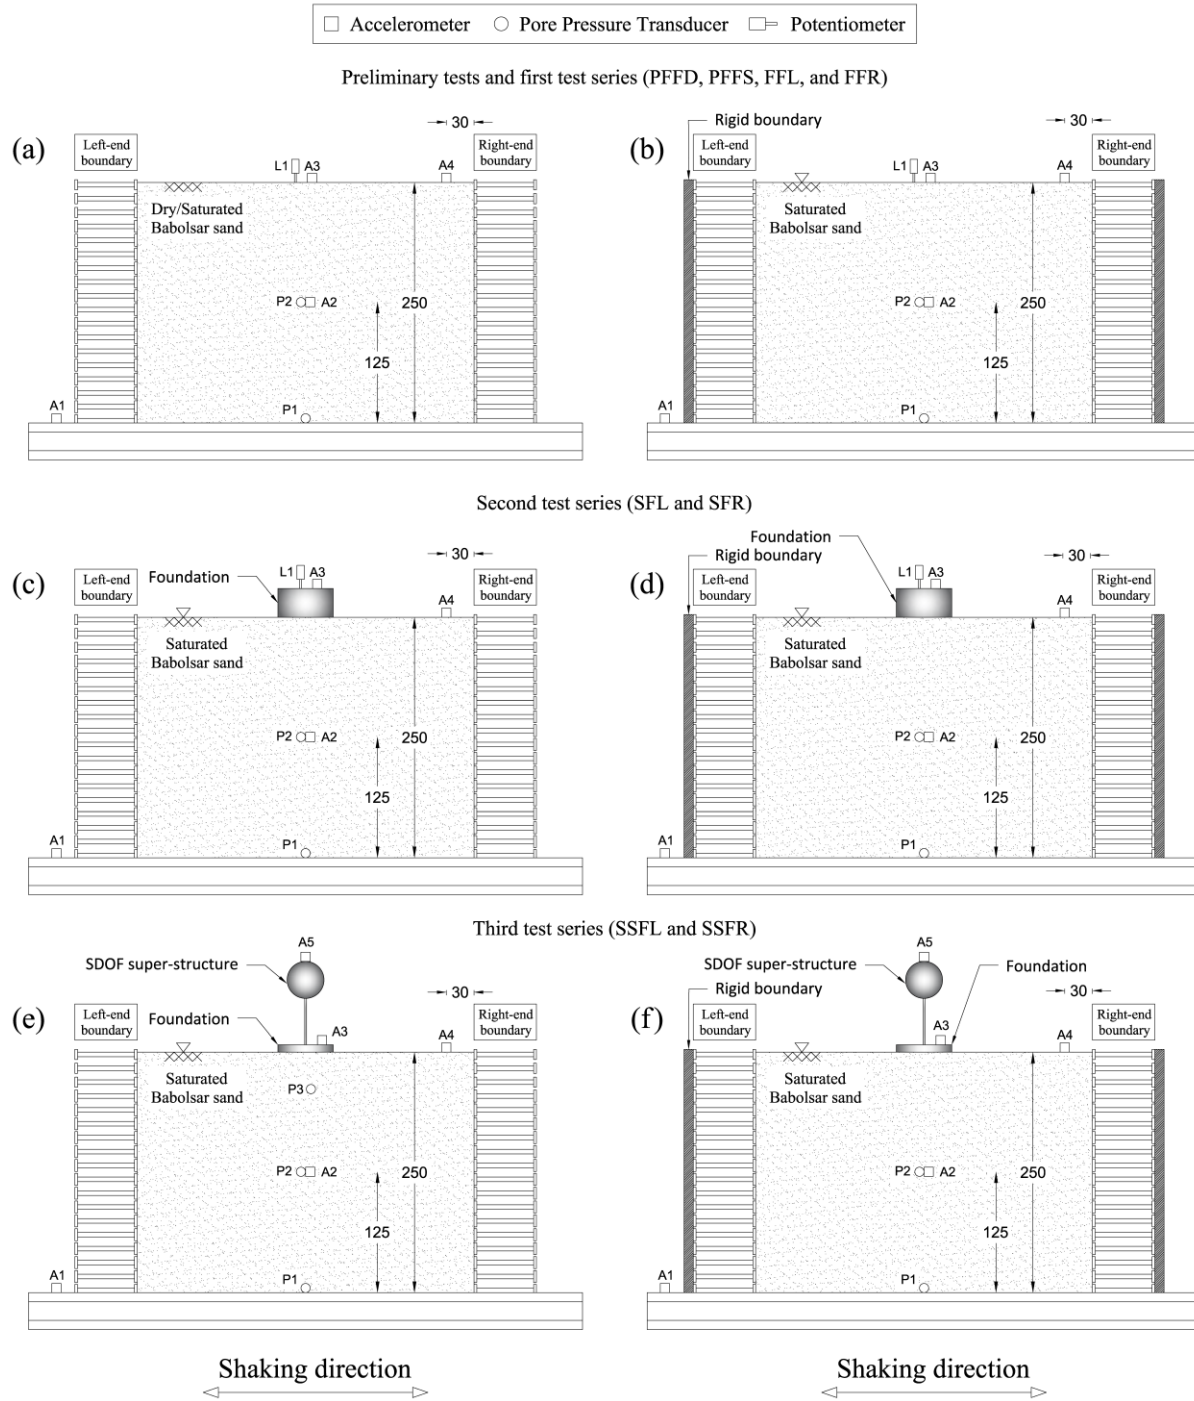 Accelerometer Pore Pressure Transducer Potentiometer
Preliminary tests and first test series (PFFD, PFFS, FFL, and FFR)
(a)
Left-end
boundary
30
Right-end
boundary
L1 A3
A4
Dry/Saturated
Babolsar sand
P2 A2
250
125
A1
P1
(b)
Rigid boundary
Left-end
boundary
30
Right-end
boundary
L1 A3
A4
Saturated
Babolsar sand
P2 A2
250
125
A1
P1
Second test series (SFL and SFR)
(c)
Left-end
boundary
Foundation
L1 A3
30
Right-end
boundary
A4
Saturated
Babolsar sand
P2 A2
250
125
A1
P1
(d)
Foundation
Rigid boundary
Left-end
boundary
L1 A3
30
Right-end
boundary
A4
Saturated
Babolsar sand
P2 A2
250
125
A1
P1
Third test series (SSFL and SSFR)
(e)
A5
SDOF super-structure
Left-end
boundary
Foundation
A3
30
Right-end
boundary
A4
Saturated
Babolsar sand
P3
P2 A2
250
125
A1
P1
(f)
A5
SDOF super-structure
Foundation
Rigid boundary
Left-end
boundary
A3
30
Right-end
boundary
A4
Saturated
Babolsar sand
P2 A2
250
125
A1
P1
Shaking direction
Shaking direction